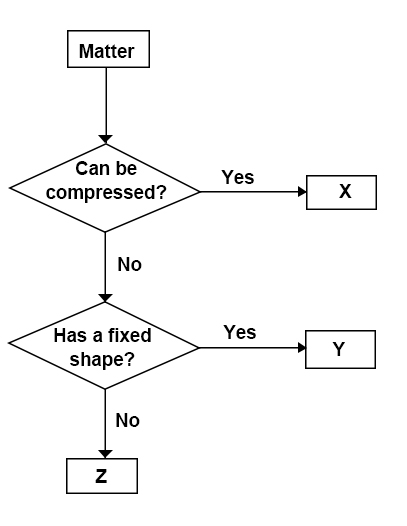 Matter
Can be
compressed?
Yes
X
No
Has a fixed
shape?
Yes
Y
No
Z